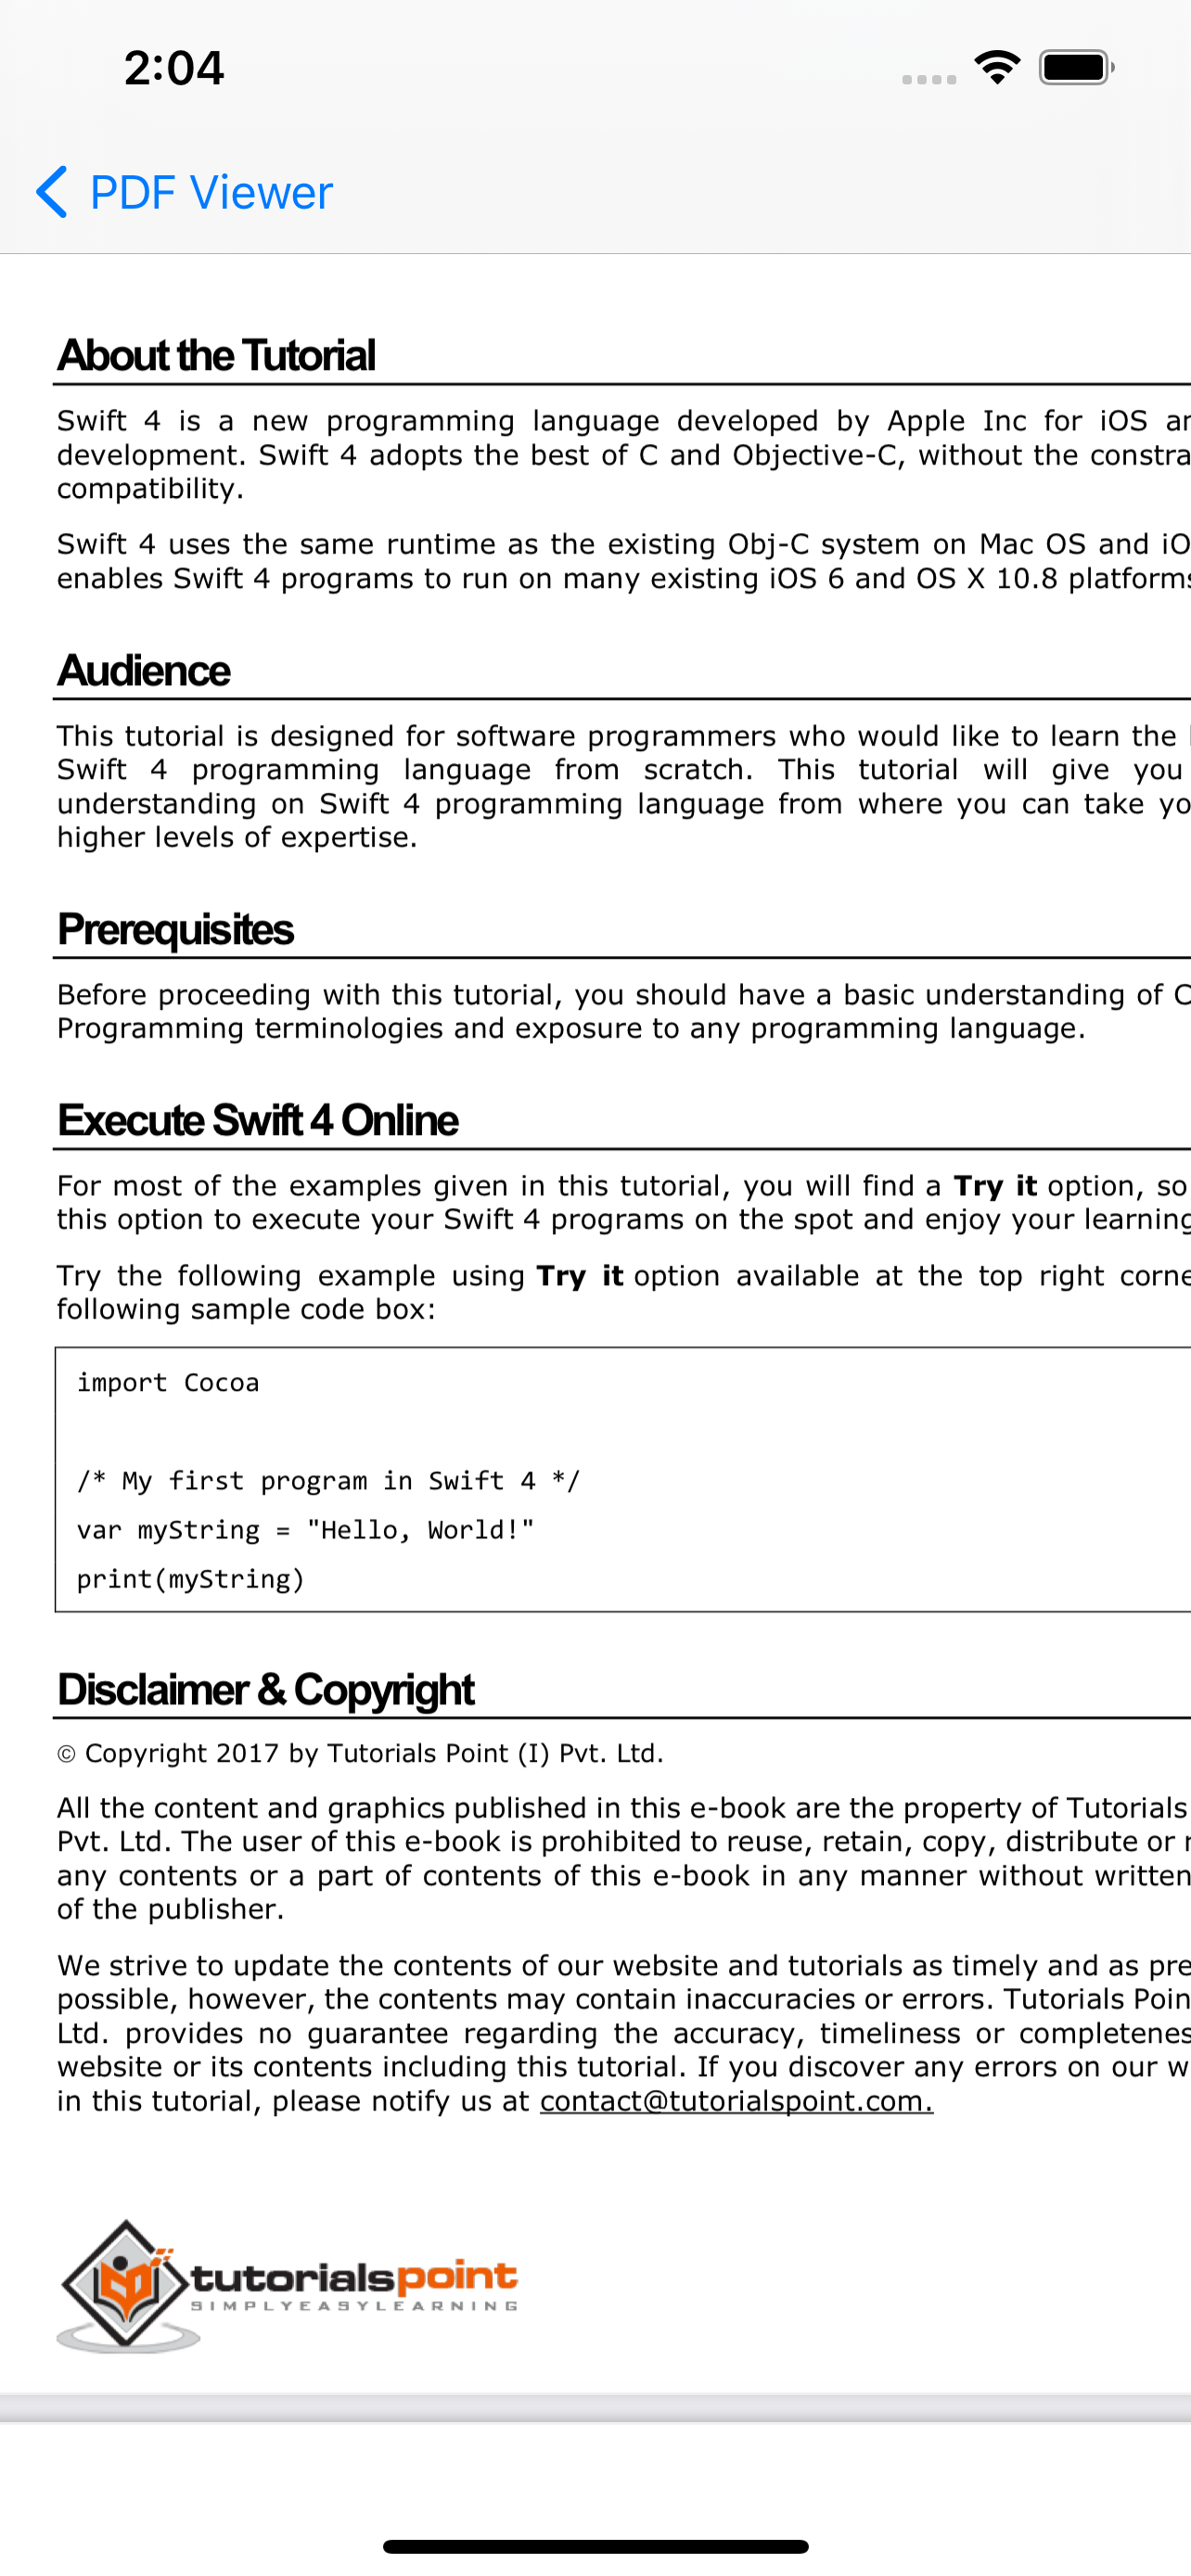 2:04
PDF Viewer
About the Tutorial
Swift 4 is a new programming language developed by Apple Inc for iOS
development. Swift 4 adopts the best of C and Objective-C, without the
compatibility.
Swift 4 uses the same runtime as the existing Obj-C system on Mac OS and
enables Swift 4 programs to run on many existing iOS 6 and OS X 10.8
Audience
This tutorial is designed for software programmers who would like to learn the
Swift 4 programming language from scratch. This tutorial will give you
understanding on Swift 4 programming language from where you can take
higher levels of expertise.
Prerequisites
Before proceeding with this tutorial, you should have a basic understanding of
Programming terminologies and exposure to any programming language.
Execute Swift 4 Online
For most of the examples given in this tutorial, you will find a Try it option, so
this option to execute your Swift 4 programs on the spot and enjoy your learning
Try the following example using Try it option available at the top right
following sample code box:
import Cocoa
/* My first program in Swift 4 */
var myString = "Hello, World!"
print(myString)
Disclaimer & Copyright
© Copyright 2017 by Tutorials Point (I) Pvt. Ltd.
All the content and graphics published in this e-book are the property of Tutorials
Pvt. Ltd. The user of this e-book is prohibited to reuse, retain, copy, distribute or
any contents or a part of contents of this e-book in any manner without written
of the publisher.
We strive to update the contents of our website and tutorials as timely and as
possible, however, the contents may contain inaccuracies or errors. Tutorials
Ltd. provides no guarantee regarding the accuracy, timeliness or
website or its contents including this tutorial. If you discover any errors on our
in this tutorial, please notify us at contact@tutorialspoint.com.
tutorialspoint
SIMPLYEASYLEARNING